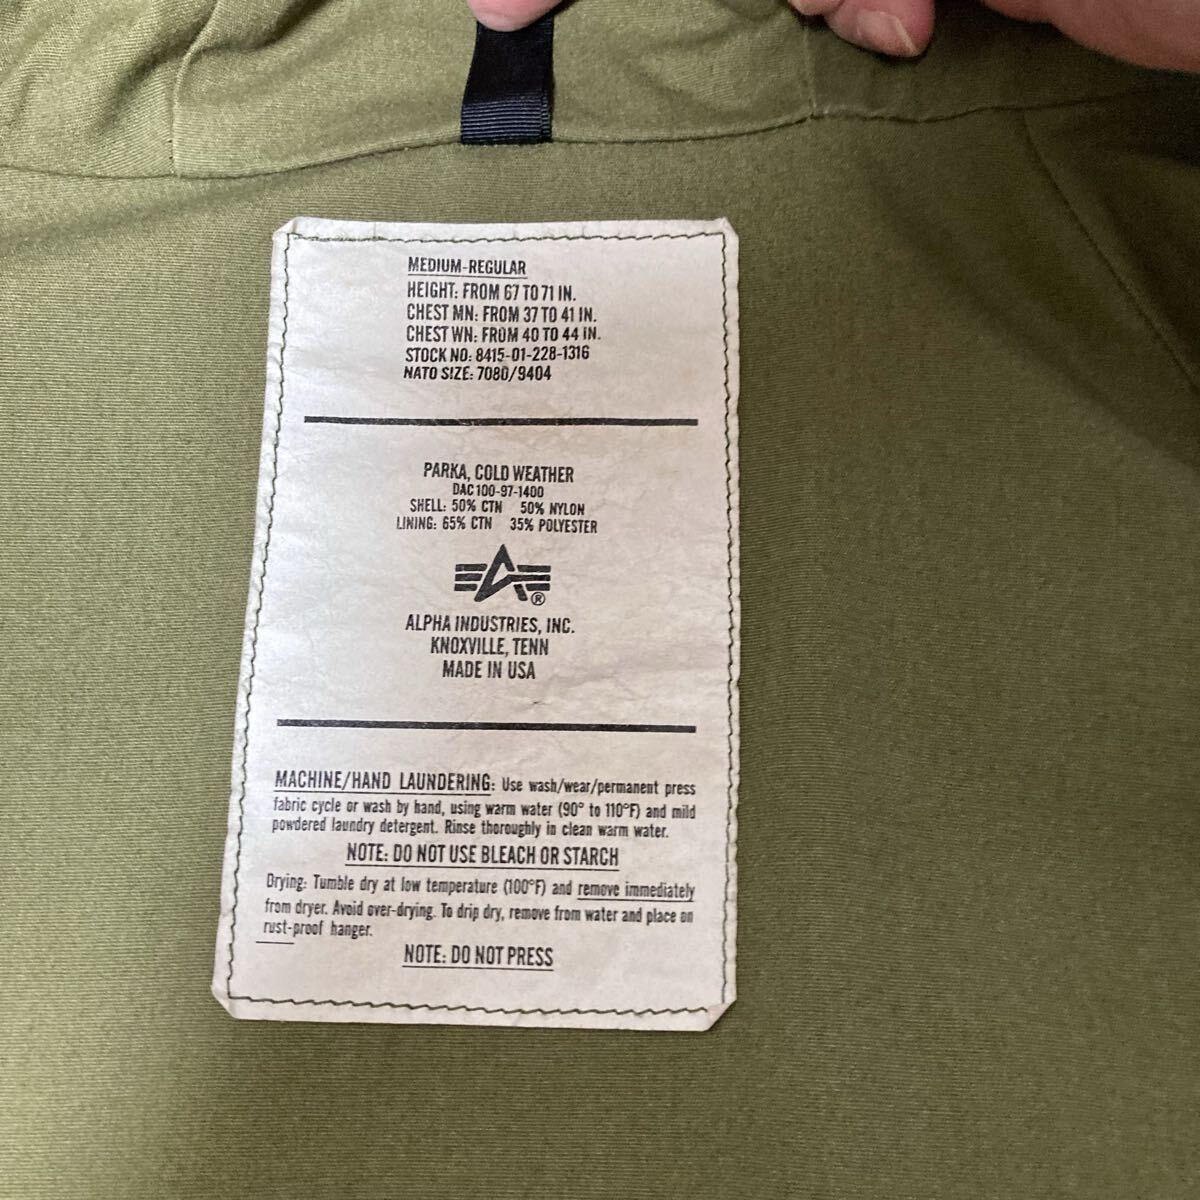 MEDIUM-REGULAR
HEIGHT: FROM 67 TO 71 IN.
CHEST MN: FROM 37 TO 41 IN.
CHEST WN: FROM 40 TO 44 IN.
STOCK NO: 8415-01-228-1316
NATO SIZE: 7080/9404
PARKA, COLD WEATHER
DAC100-97-1400
SHELL: 50% CTN 50% NYLON
LINING: 65% CTN 35% POLYESTER
®
ALPHA INDUSTRIES, INC.
KNOXVILLE, TENN
MADE IN USA
MACHINE/HAND LAUNDERING: Use wash/wear/permanent press
fabric cycle or wash by hand, using warm water (90° to 110°F) and mild
powdered laundry detergent. Rinse thoroughly in clean warm water.
NOTE: DO NOT USE BLEACH OR STARCH
Drying: Tumble dry at low temperature (100°F) and remove immediately
from dryer. Avoid over-drying. To drip dry, remove from water and place on
rust-proof hanger.
NOTE: DO NOT PRESS